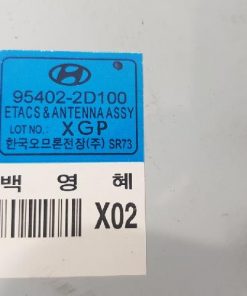 95402-2D100
ETACS & ANTENNA ASSY
LOT NO.: XGP
한국오므론전장(주) SR73
백 영 혜
X02